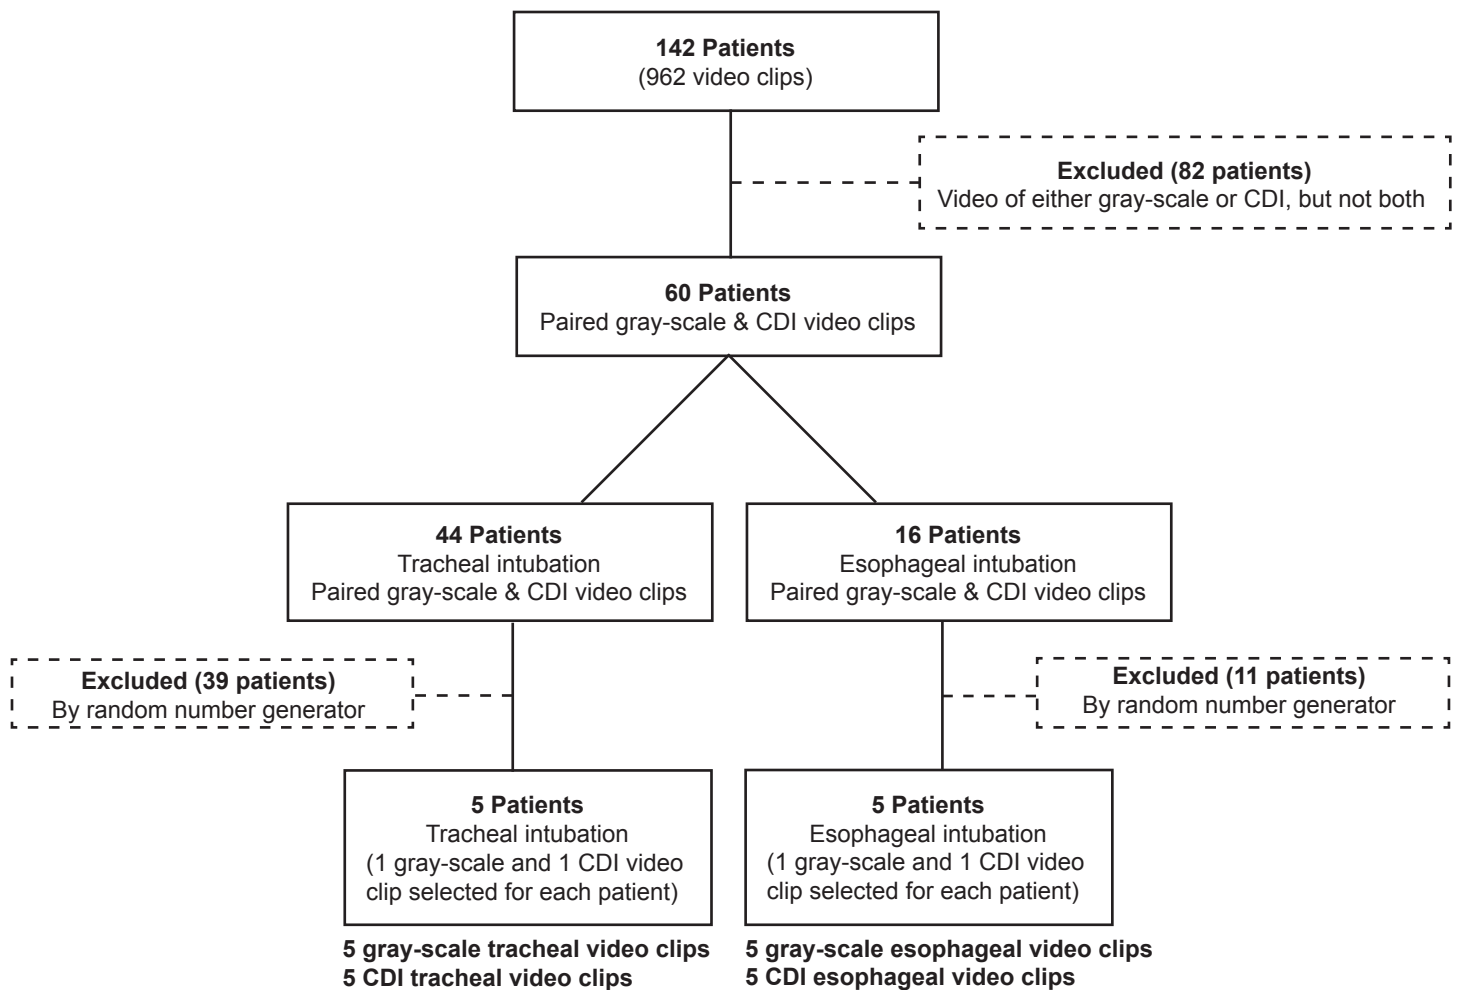 142 Patients
(962 video clips)
Excluded (82 patients)
Video of either gray-scale or CDI, but not both
60 Patients
Paired gray-scale & CDI video clips
44 Patients
Tracheal intubation
Paired gray-scale & CDI video clips
16 Patients
Esophageal intubation
Paired gray-scale & CDI video clips
Excluded (39 patients)
By random number generator
Excluded (11 patients)
By random number generator
5 Patients
Tracheal intubation
(1 gray-scale and 1 CDI video
clip selected for each patient)
5 Patients
Esophageal intubation
(1 gray-scale and 1 CDI video
clip selected for each patient)
5 gray-scale tracheal video clips
5 CDI tracheal video clips
5 gray-scale esophageal video clips
5 CDI esophageal video clips